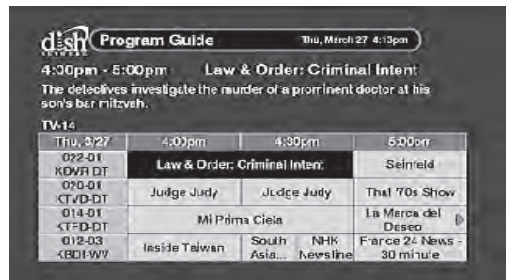 dish Program Guide Thu, March 27 4:13pm
NETWORK
4:00pm - 5:00pm Law & Order: Criminal Intent
The detectives investigate the murder of a prominent doctor at his
son's bar mitzvah.
TV-14
Thu, 3/27 4:00pm 4:30pm 5:00pm
022-01
KDVR DT Law & Order: Criminal Intent Seinfeld
020-01
KTVD-DT Judge Judy Judge Judy That '70s Show
014-01
KTFD-DT Mi Prima Ciela La Marca del
Deseo
012-03
KBDI-WV Inside Taiwan South
Asia... NHK
Newsline France 24 News -
30 minute